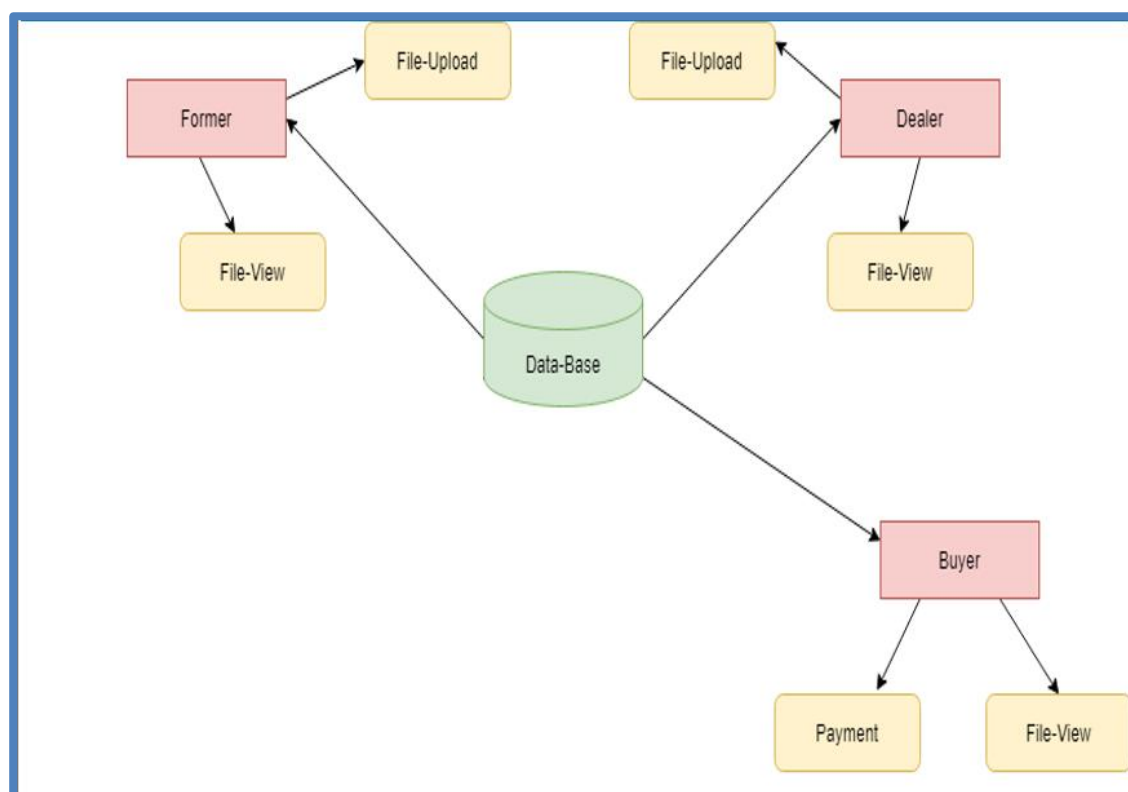 File-Upload
File-Upload
Former
Dealer
File-View
File-View
Data-Base
Buyer
Payment
File-View